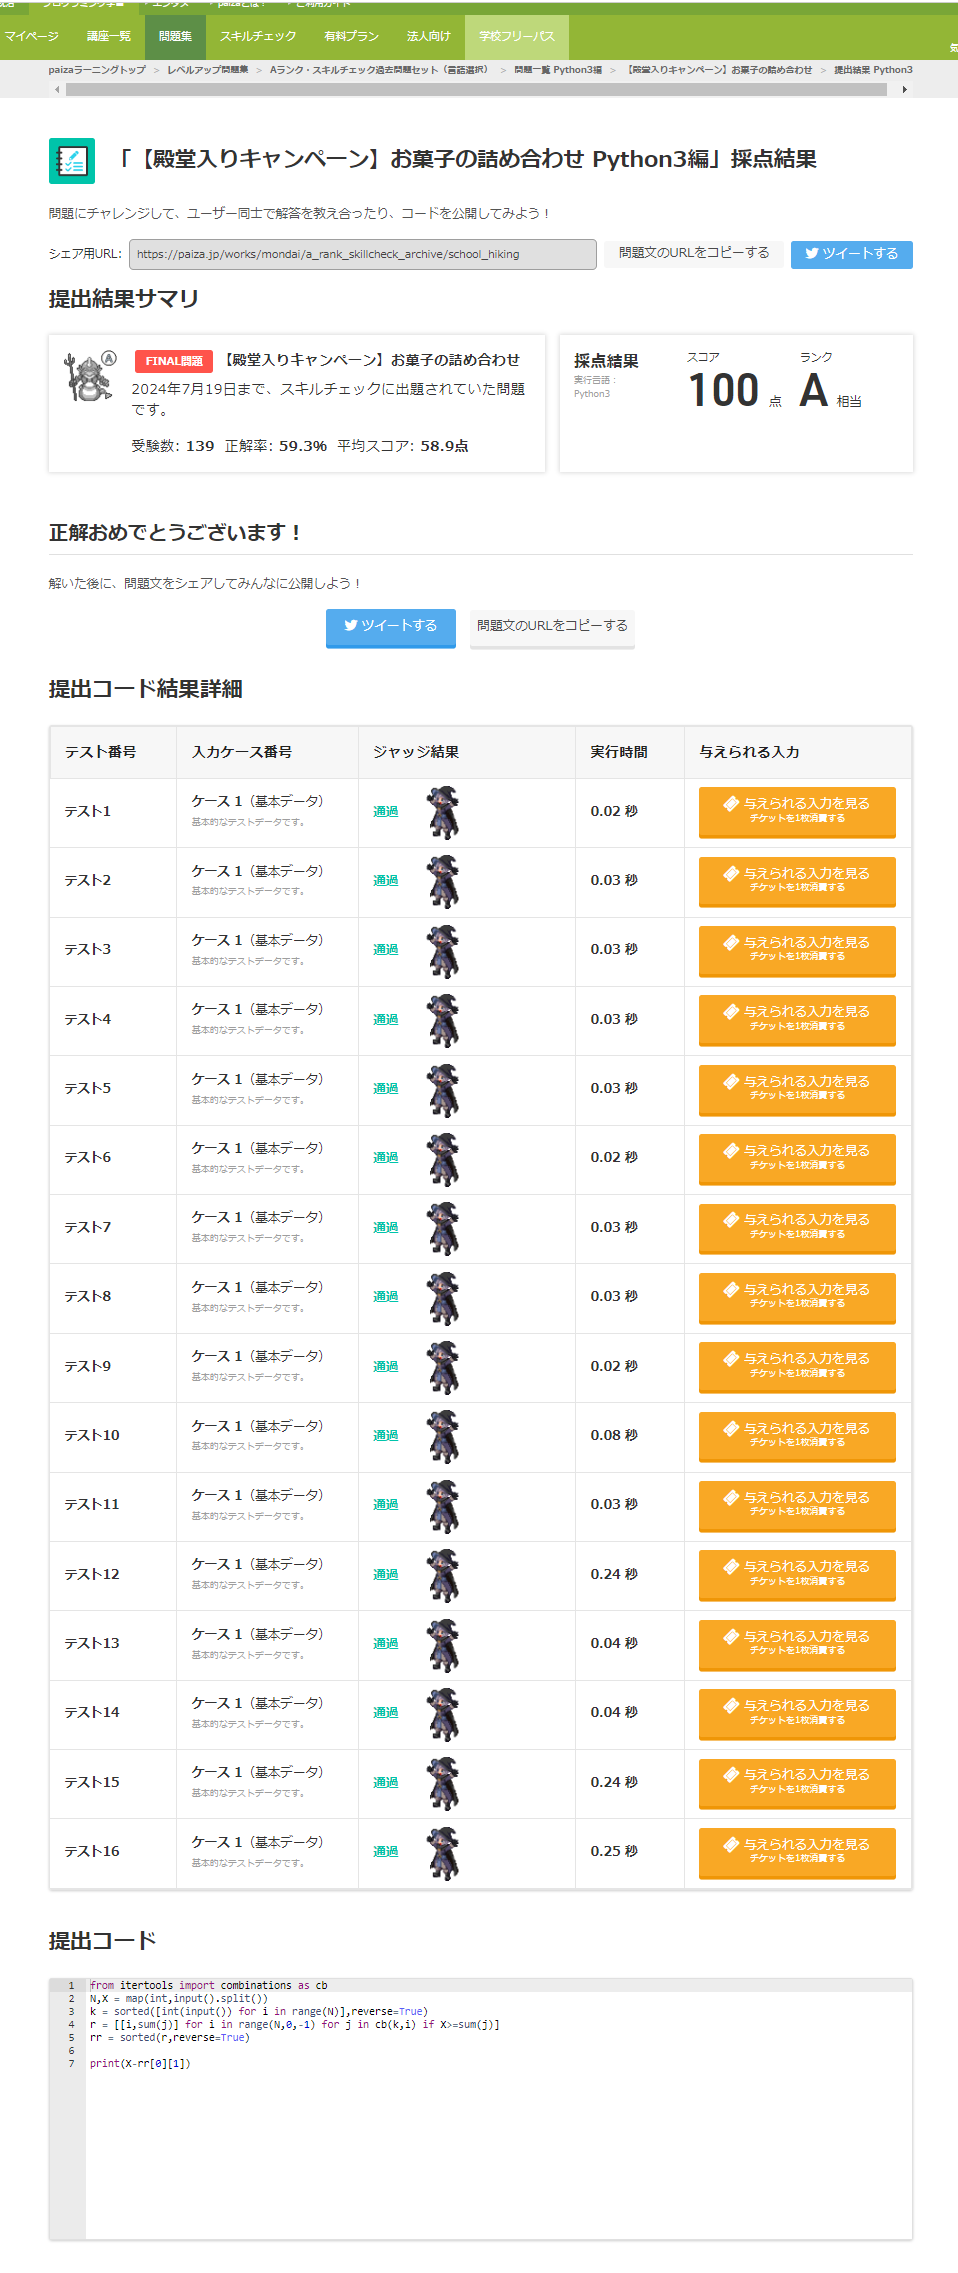 マイページ 講座一覧 問題集 スキルチェック 有料プラン 法人向け 学校フリーパス
paizaラーニングトップ > レベルアップ問題集 > Aランク・スキルチェック過去問題セット（言語選択） > 問題一覧 Python3編 > 【殿堂入りキャンペーン】お菓子の詰め合わせ > 提出結果 Python3
「【殿堂入りキャンペーン】お菓子の詰め合わせ Python3編」採点結果
問題にチャレンジして、ユーザー同士で解答を教え合ったり、コードを公開してみよう！
シェア用URL: https://paiza.jp/works/mondai/a_rank_skillcheck_archive/school_hiking 問題文のURLをコピーする ツイートする
提出結果サマリ
A FINAL問題 【殿堂入りキャンペーン】お菓子の詰め合わせ
2024年7月19日まで、スキルチェックに出題されていた問題
です。
受験数: 139 正解率: 59.3% 平均スコア: 58.9点
採点結果 スコア ランク
実行言語：
Python3
100 点 A 相当
正解おめでとうございます！
解いた後に、問題文をシェアしてみんなに公開しよう！
ツイートする 問題文のURLをコピーする
提出コード結果詳細
テスト番号 入力ケース番号 ジャッジ結果 実行時間 与えられる入力
テスト1 ケース 1（基本データ） 通過 0.02 秒 与えられる入力を見る
基本的なテストデータです。 チケットを1枚消費する
テスト2 ケース 1（基本データ） 通過 0.03 秒 与えられる入力を見る
基本的なテストデータです。 チケットを1枚消費する
テスト3 ケース 1（基本データ） 通過 0.03 秒 与えられる入力を見る
基本的なテストデータです。 チケットを1枚消費する
テスト4 ケース 1（基本データ） 通過 0.03 秒 与えられる入力を見る
基本的なテストデータです。 チケットを1枚消費する
テスト5 ケース 1（基本データ） 通過 0.03 秒 与えられる入力を見る
基本的なテストデータです。 チケットを1枚消費する
テスト6 ケース 1（基本データ） 通過 0.02 秒 与えられる入力を見る
基本的なテストデータです。 チケットを1枚消費する
テスト7 ケース 1（基本データ） 通過 0.03 秒 与えられる入力を見る
基本的なテストデータです。 チケットを1枚消費する
テスト8 ケース 1（基本データ） 通過 0.03 秒 与えられる入力を見る
基本的なテストデータです。 チケットを1枚消費する
テスト9 ケース 1（基本データ） 通過 0.02 秒 与えられる入力を見る
基本的なテストデータです。 チケットを1枚消費する
テスト10 ケース 1（基本データ） 通過 0.08 秒 与えられる入力を見る
基本的なテストデータです。 チケットを1枚消費する
テスト11 ケース 1（基本データ） 通過 0.03 秒 与えられる入力を見る
基本的なテストデータです。 チケットを1枚消費する
テスト12 ケース 1（基本データ） 通過 0.24 秒 与えられる入力を見る
基本的なテストデータです。 チケットを1枚消費する
テスト13 ケース 1（基本データ） 通過 0.04 秒 与えられる入力を見る
基本的なテストデータです。 チケットを1枚消費する
テスト14 ケース 1（基本データ） 通過 0.04 秒 与えられる入力を見る
基本的なテストデータです。 チケットを1枚消費する
テスト15 ケース 1（基本データ） 通過 0.24 秒 与えられる入力を見る
基本的なテストデータです。 チケットを1枚消費する
テスト16 ケース 1（基本データ） 通過 0.25 秒 与えられる入力を見る
基本的なテストデータです。 チケットを1枚消費する
提出コード
1 from itertools import combinations as cb
2 N,X = map(int,input().split())
3 k = sorted([int(input()) for i in range(N)],reverse=True)
4 r = [[i,sum(j)] for i in range(N,0,-1) for j in cb(k,i) if X>=sum(j)]
5 rr = sorted(r,reverse=True)
6
7 print(X-rr[0][1])